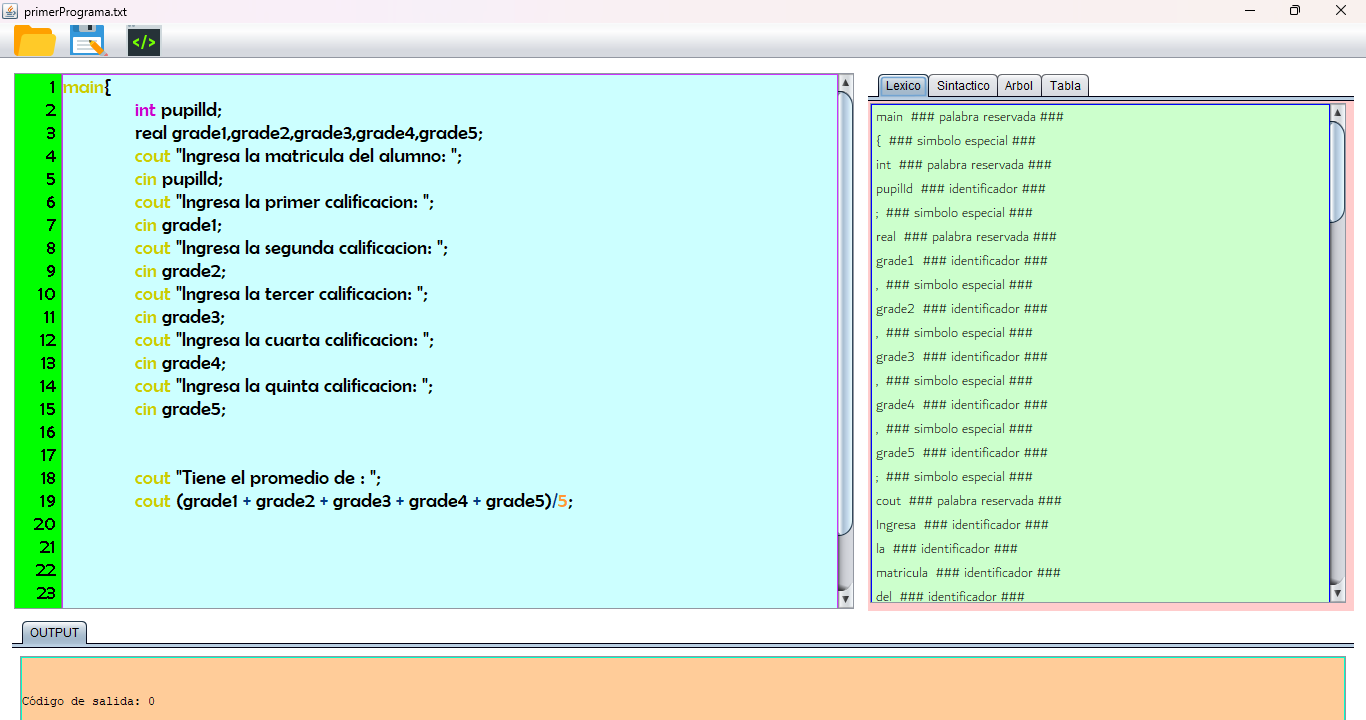 primerPrograma.txt
</>
1 main{
2 int pupilId;
3 real grade1,grade2,grade3,grade4,grade5;
4 cout "Ingresa la matricula del alumno: ";
5 cin pupilId;
6 cout "Ingresa la primer calificacion: ";
7 cin grade1;
8 cout "Ingresa la segunda calificacion: ";
9 cin grade2;
10 cout "Ingresa la tercer calificacion: ";
11 cin grade3;
12 cout "Ingresa la cuarta calificacion: ";
13 cin grade4;
14 cout "Ingresa la quinta calificacion: ";
15 cin grade5;
16
17
18 cout "Tiene el promedio de : ";
19 cout (grade1 + grade2 + grade3 + grade4 + grade5)/5;
20
21
22
23
Lexico Sintactico Arbol Tabla
main ### palabra reservada ###
{ ### simbolo especial ###
int ### palabra reservada ###
pupilId ### identificador ###
; ### simbolo especial ###
real ### palabra reservada ###
grade1 ### identificador ###
, ### simbolo especial ###
grade2 ### identificador ###
, ### simbolo especial ###
grade3 ### identificador ###
, ### simbolo especial ###
grade4 ### identificador ###
, ### simbolo especial ###
grade5 ### identificador ###
; ### simbolo especial ###
cout ### palabra reservada ###
Ingresa ### identificador ###
la ### identificador ###
matricula ### identificador ###
del ### identificador ###
OUTPUT
Código de salida: 0